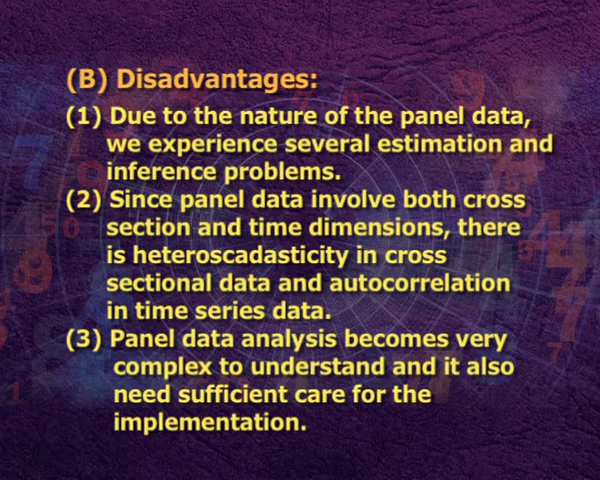 (B) Disadvantages:
(1) Due to the nature of the panel data,
we experience several estimation and
inference problems.
(2) Since panel data involve both cross
section and time dimensions, there
is heteroscadasticity in cross
sectional data and autocorrelation
in time series data.
(3) Panel data analysis becomes very
complex to understand and it also
need sufficient care for the
implementation.